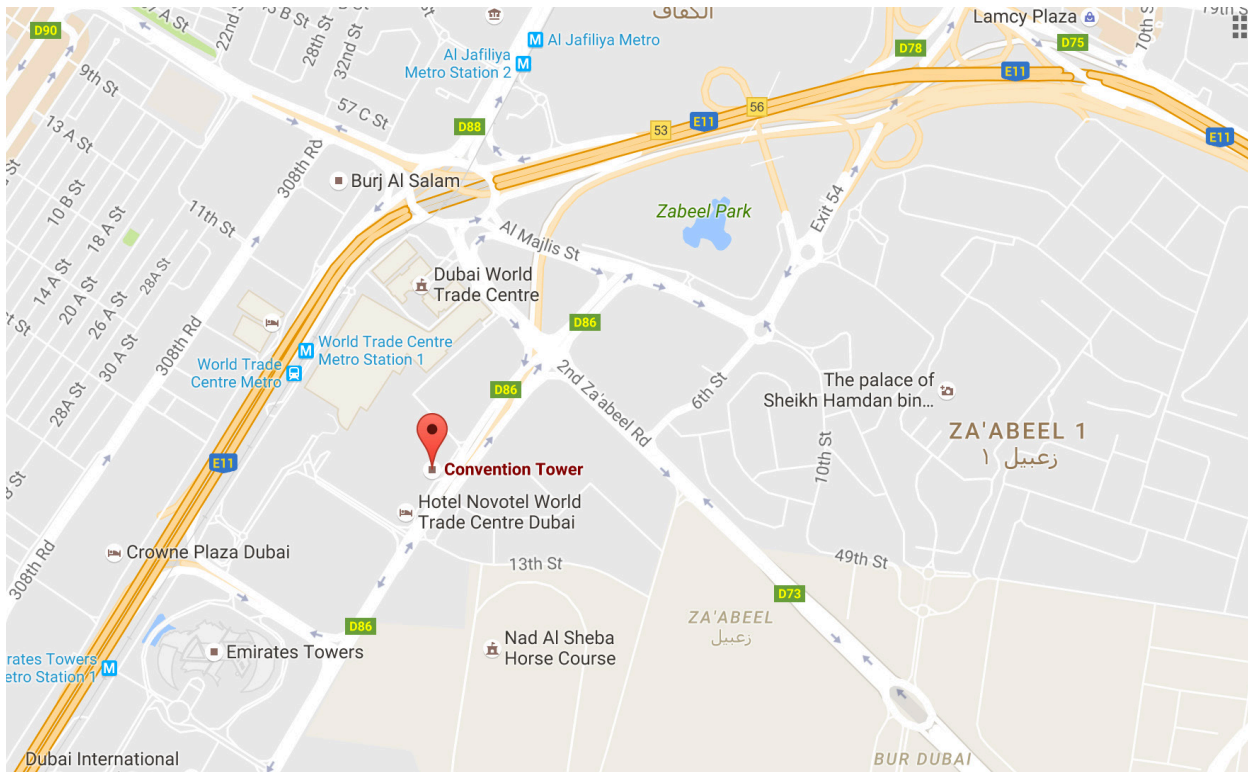 الكفاف
Lamcy Plaza
19th St
D90
22nd
28th St
32nd St
10th St
D78
D75
Al Jafiliya Metro
Al Jafiliya
Metro Station 2
9th St
57 C St
E11
56
53
E11
D88
E11
13 A St
308th Rd
Burj Al Salam
10 B St
11th St
18 A St
Zabeel Park
Exit 54
Al Majlis St
28A St
14 A St
20 A St
26 A St
Dubai World
Trade Centre
D86
308th Rd
30 A St
World Trade Centre
Metro Station 1
World Trade
Centre Metro
28A St
D86
2nd Za'abeel Rd
6th St
The palace of
Sheikh Hamdan bin...
ZA'ABEEL 1
زعبيل ١
10th St
E11
Convention Tower
Hotel Novotel World
Trade Centre Dubai
Crowne Plaza Dubai
13th St
49th St
308th Rd
D73
ZA'ABEEL
زعبيل
D86
Nad Al Sheba
Horse Course
Emirates Towers
rates Towers
etro Station 1
Dubai International
BUR DUBAI